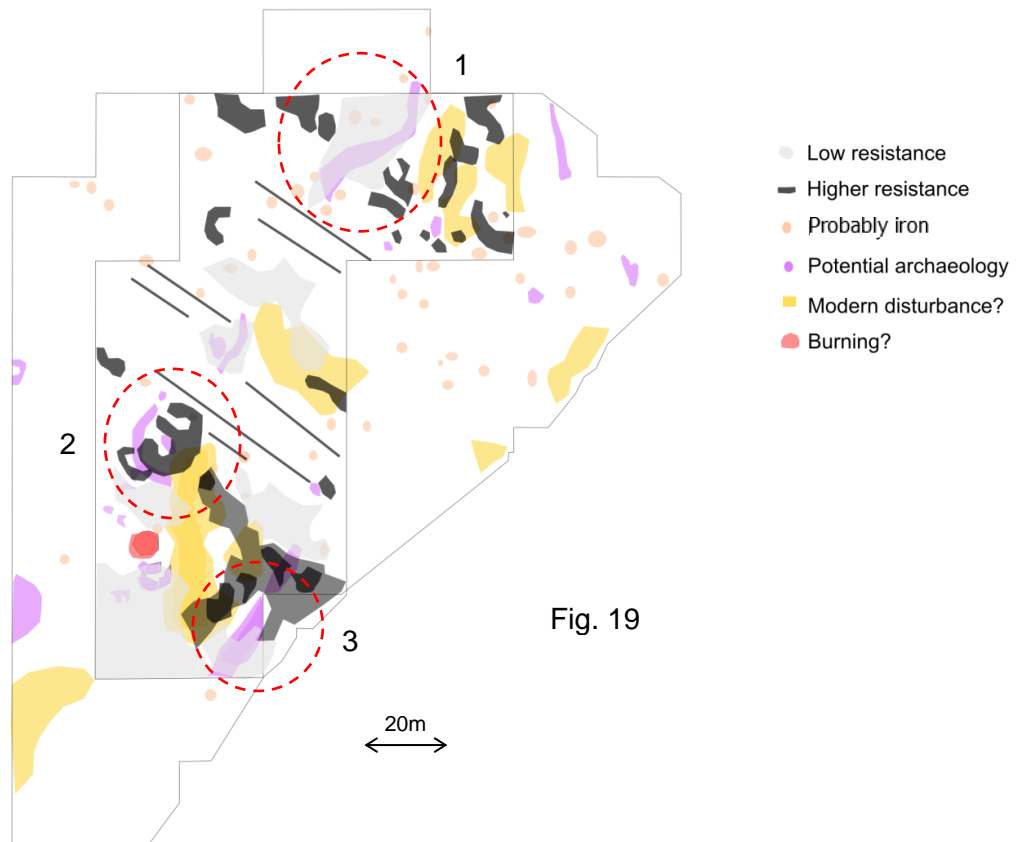 1
Low resistance
Higher resistance
Probably iron
Potential archaeology
Modern disturbance?
Burning?
2
3
Fig. 19
20m